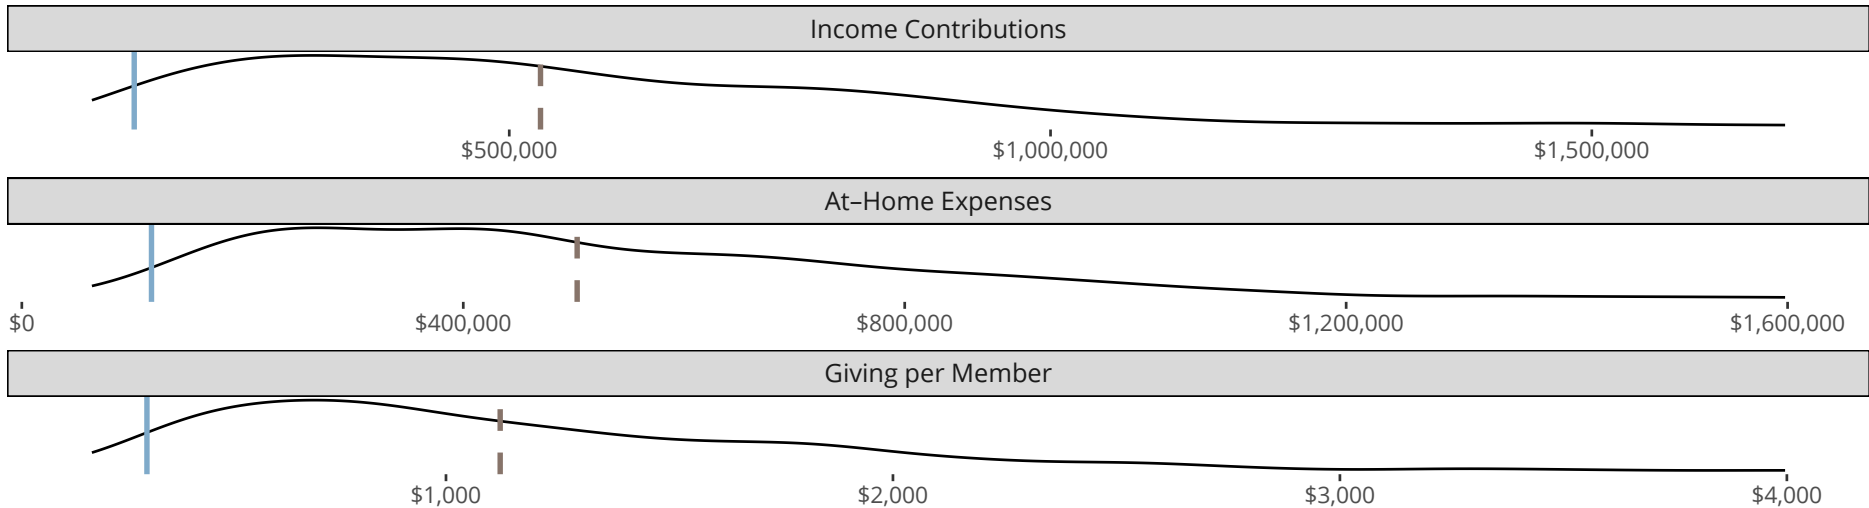 Income Contributions
$500,000 $1,000,000 $1,500,000
At–Home Expenses
$0 $400,000 $800,000 $1,200,000 $1,600,000
Giving per Member
$1,000 $2,000 $3,000 $4,000